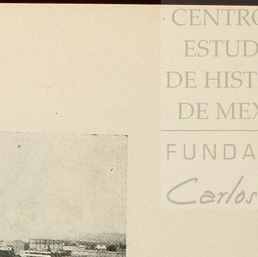 CENTRO
ESTUD
DE HIST
DE MEX
FUNDA
Carlos